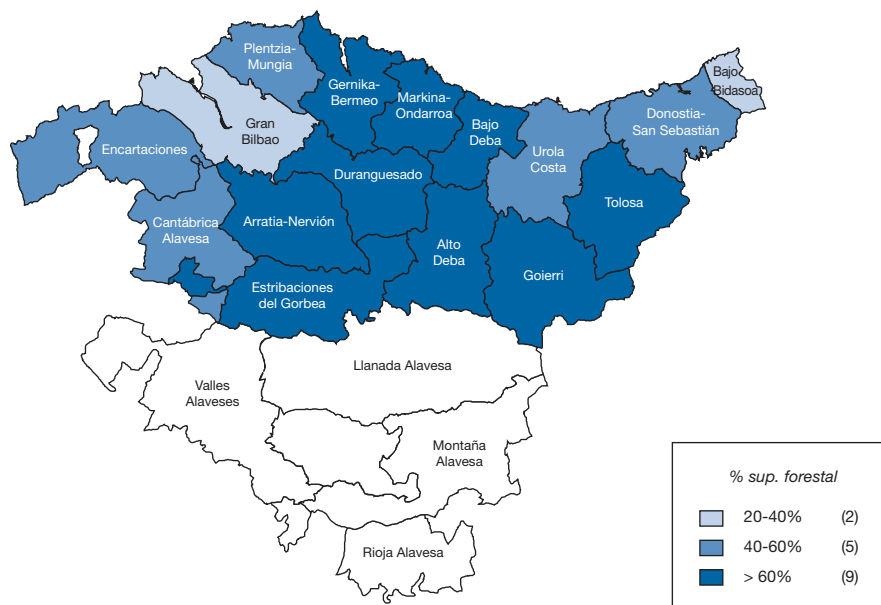 Plentzia-
Mungia
Gernika-
Bermeo
Markina-
Ondarroa
Bajo
Bidasoa
Gran
Bilbao
Bajo
Deba
Donostia-
San Sebastián
Encartaciones
Urola
Costa
Duranguesado
Tolosa
Cantábrica
Alavesa
Arratia-Nervión
Alto
Deba
Goierri
Estribaciones
del Gorbea
Llanada Alavesa
Valles
Alaveses
Montaña
Alavesa
Rioja Alavesa
% sup. forestal
20-40% (2)
40-60% (5)
> 60% (9)